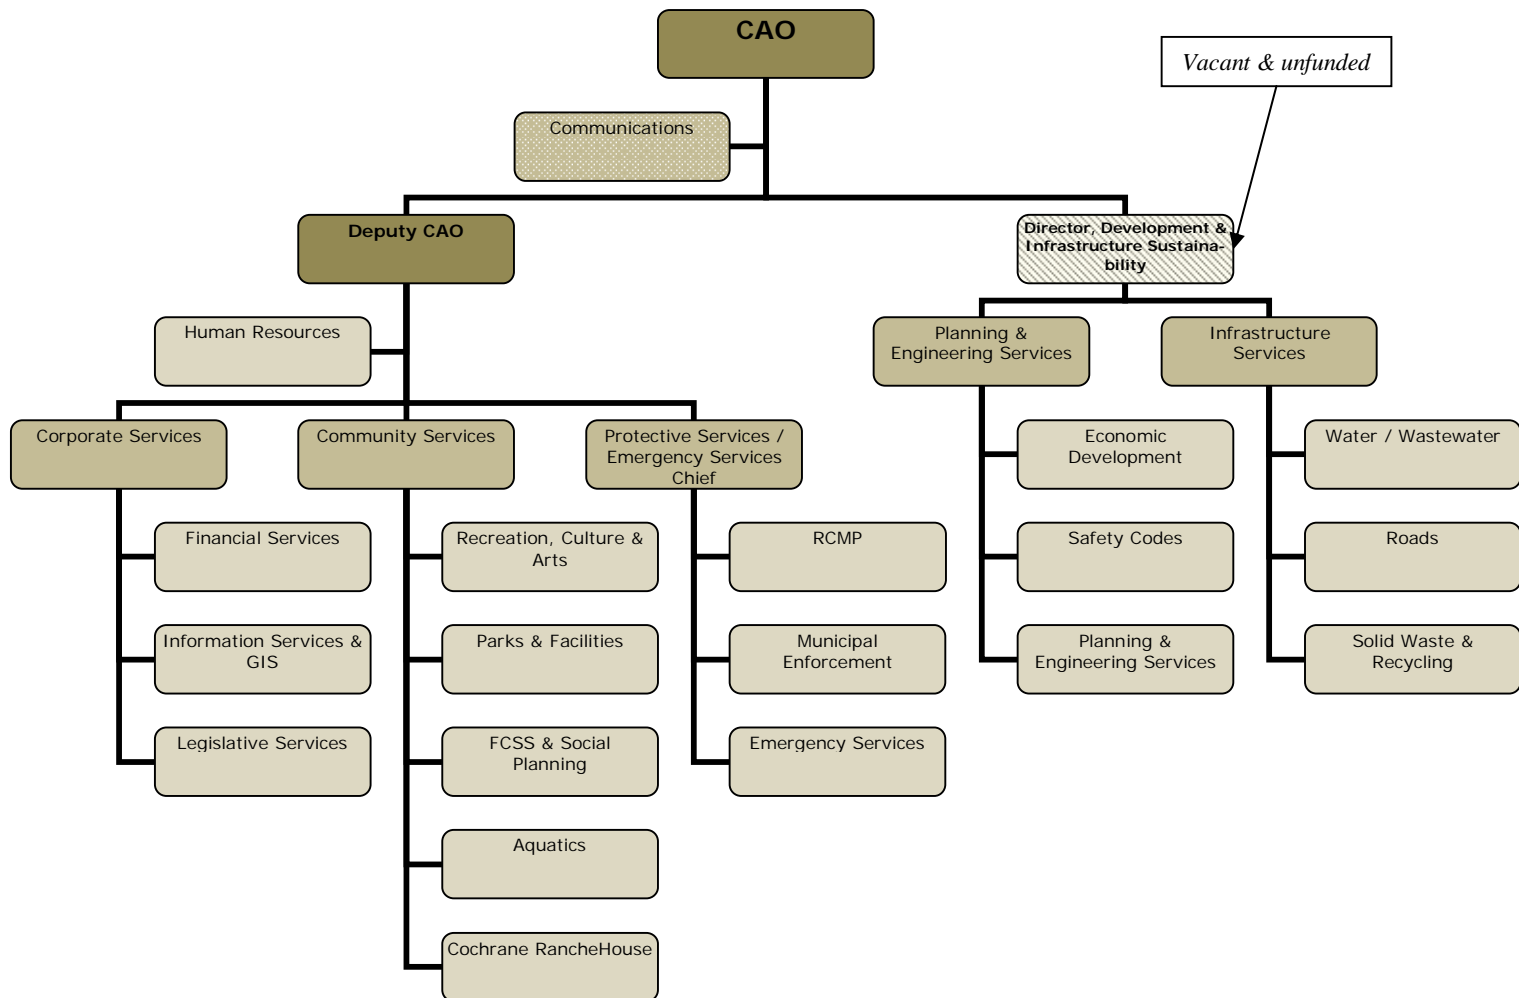 CAO
Vacant & unfunded
Communications
Deputy CAO
Director, Development &
Infrastructure Sustaina-
bility
Human Resources
Planning &
Engineering Services
Infrastructure
Services
Corporate Services
Community Services
Protective Services /
Emergency Services
Chief
Economic
Development
Water / Wastewater
Financial Services
Recreation, Culture &
Arts
RCMP
Safety Codes
Roads
Information Services &
GIS
Parks & Facilities
Municipal
Enforcement
Planning &
Engineering Services
Solid Waste &
Recycling
Legislative Services
FCSS & Social
Planning
Emergency Services
Aquatics
Cochrane RancheHouse